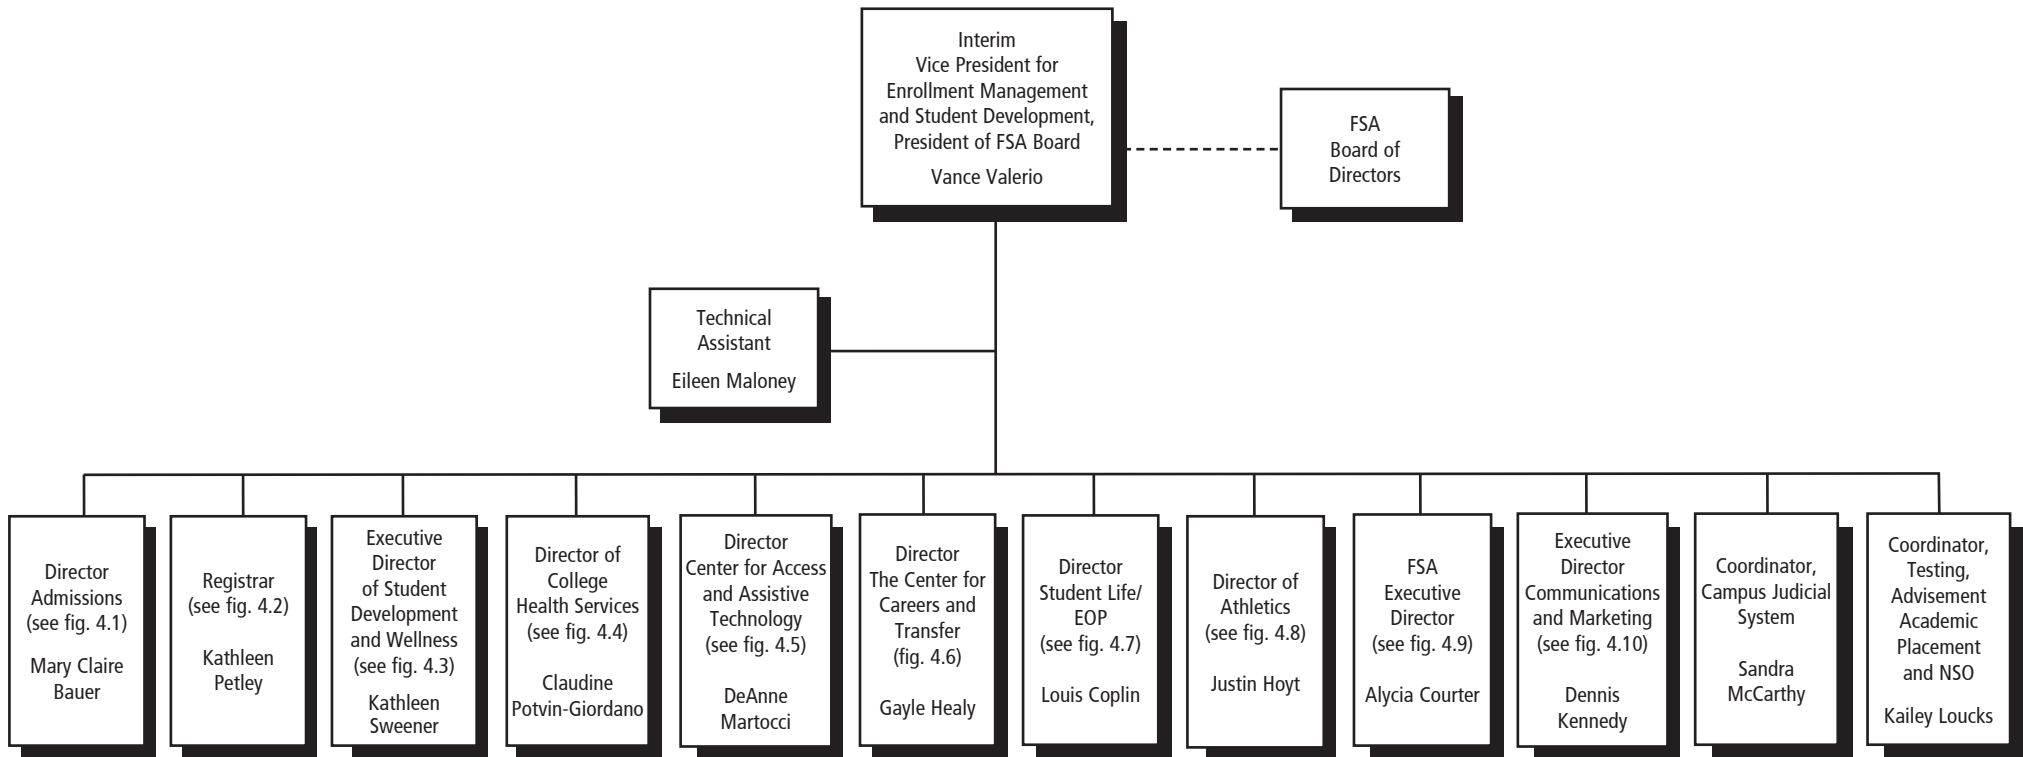 Interim
Vice President for
Enrollment Management
and Student Development,
President of FSA Board
Vance Valerio
FSA
Board of
Directors
Technical
Assistant
Eileen Maloney
Director
Admissions
(see fig. 4.1)
Mary Claire
Bauer
Registrar
(see fig. 4.2)
Kathleen
Petley
Executive
Director
of Student
Development
and Wellness
(see fig. 4.3)
Kathleen
Sweener
Director of
College
Health Services
(see fig. 4.4)
Claudine
Potvin-Giordano
Director
Center for Access
and Assistive
Technology
(see fig. 4.5)
DeAnne
Martocci
Director
The Center for
Careers and
Transfer
(fig. 4.6)
Gayle Healy
Director
Student Life/
EOP
(see fig. 4.7)
Louis Coplin
Director of
Athletics
(see fig. 4.8)
Justin Hoyt
FSA
Executive
Director
(see fig. 4.9)
Alycia Courter
Executive
Director
Communications
and Marketing
(see fig. 4.10)
Dennis
Kennedy
Coordinator,
Campus Judicial
System
Sandra
McCarthy
Coordinator,
Testing,
Advisement
Academic
Placement
and NSO
Kailey Loucks